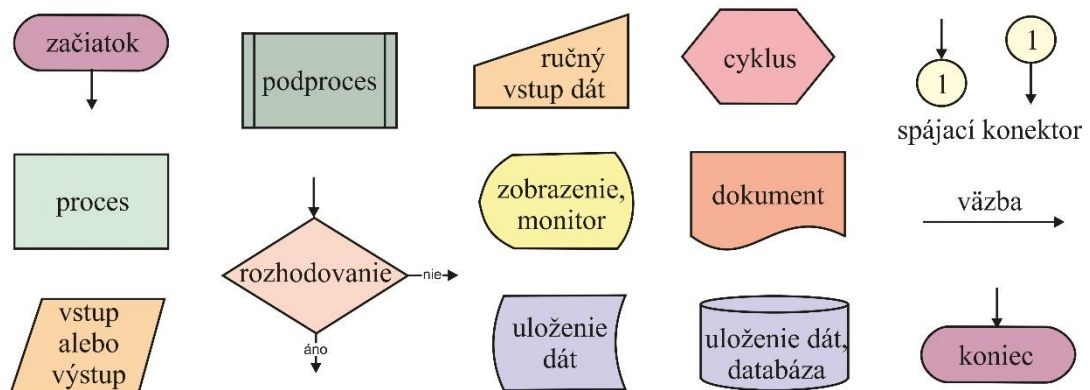 začiatok
podproces
ručný
vstup dát
cyklus
1
1
spájací konektor
proces
rozhodovanie
nie
áno
zobrazenie,
monitor
dokument
väzba
vstup
alebo
výstup
uloženie
dát
uloženie dát,
databáza
koniec